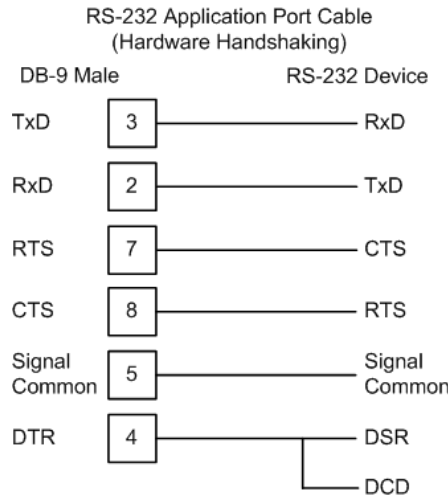 RS-232 Application Port Cable
(Hardware Handshaking)
DB-9 Male RS-232 Device
TxD 3 RxD
RxD 2 TxD
RTS 7 CTS
CTS 8 RTS
Signal Common 5 Signal Common
DTR 4 DSR
DCD